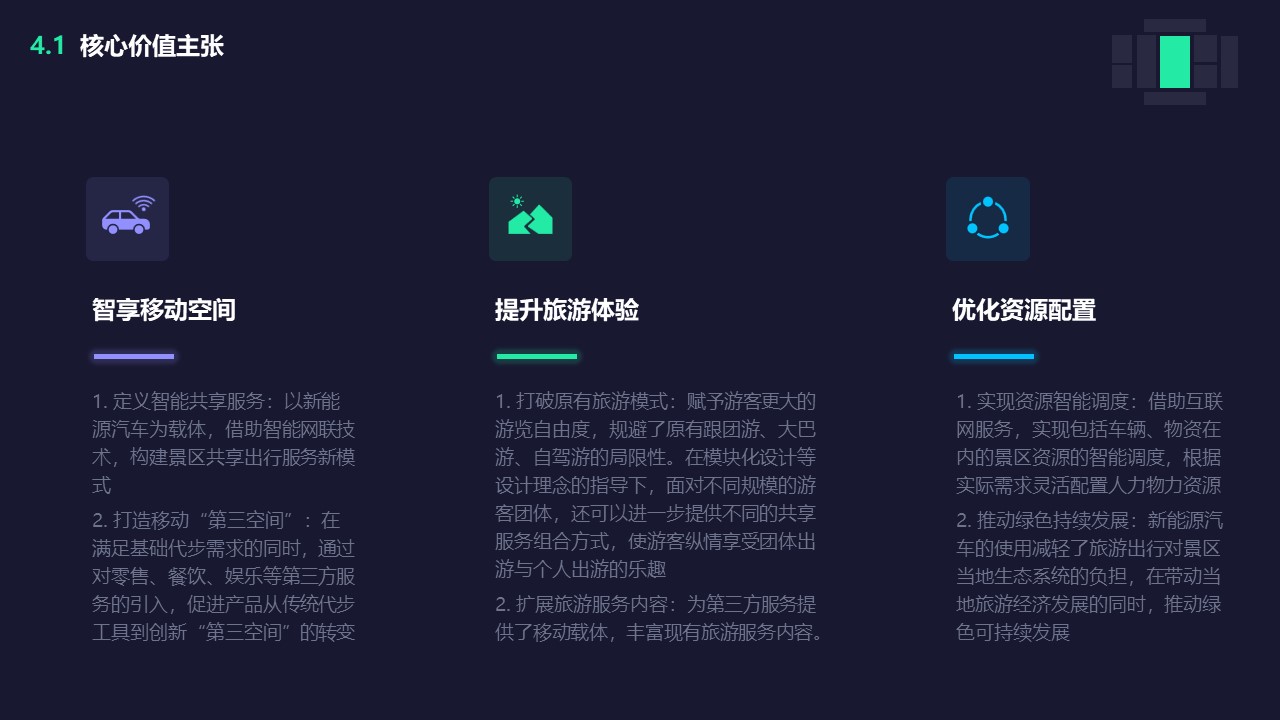 4.1 核心价值主张
智享移动空间
1. 定义智能共享服务：以新能
源汽车为载体，借助智能网联技
术，构建景区共享出行服务新模
式
2. 打造移动“第三空间”：在
满足基础代步需求的同时，通过
对零售、餐饮、娱乐等第三方服
务的引入，促进产品从传统代步
工具到创新“第三空间”的转变
提升旅游体验
1. 打破原有旅游模式：赋予游客更大的
游览自由度，规避了原有跟团游、大巴
游、自驾游的局限性。在模块化设计等
设计理念的指导下，面对不同规模的游
客团体，还可以进一步提供不同的共享
服务组合方式，使游客纵情享受团体出
游与个人出游的乐趣
2. 扩展旅游服务内容：为第三方服务提
供了移动载体，丰富现有旅游服务内容。
优化资源配置
1. 实现资源智能调度：借助互联
网服务，实现包括车辆、物资在
内的景区资源的智能调度，根据
实际需求灵活配置人力物力资源
2. 推动绿色持续发展：新能源汽
车的使用减轻了旅游出行对景区
当地生态系统的负担，在带动当
地旅游经济发展的同时，推动绿
色可持续发展